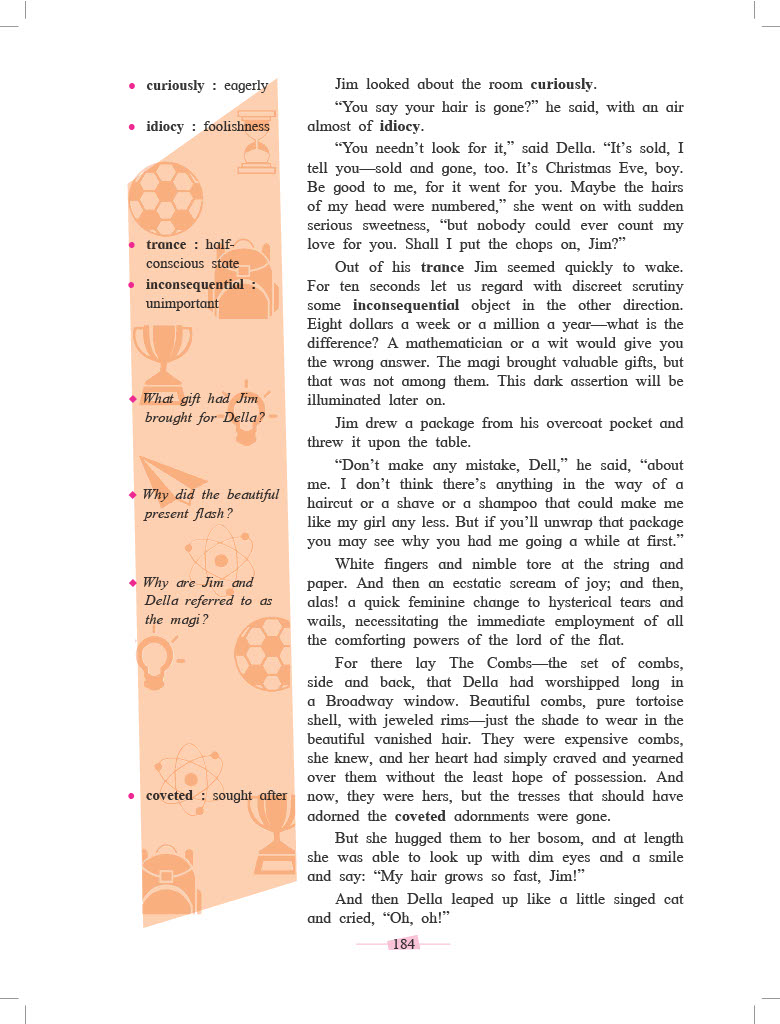 • curiously : eagerly
• idiocy : foolishness
• trance : half-
conscious state
• inconsequential :
unimportant
◆ What gift had Jim
brought for Della?
◆ Why did the beautiful
present flash?
◆ Why are Jim and
Della referred to as
the magi?
• coveted : sought after
Jim looked about the room curiously.
“You say your hair is gone?” he said, with an air
almost of idiocy.
“You needn’t look for it,” said Della. “It’s sold, I
tell you—sold and gone, too. It’s Christmas Eve, boy.
Be good to me, for it went for you. Maybe the hairs
of my head were numbered,” she went on with sudden
serious sweetness, “but nobody could ever count my
love for you. Shall I put the chops on, Jim?”
Out of his trance Jim seemed quickly to wake.
For ten seconds let us regard with discreet scrutiny
some inconsequential object in the other direction.
Eight dollars a week or a million a year—what is the
difference? A mathematician or a wit would give you
the wrong answer. The magi brought valuable gifts, but
that was not among them. This dark assertion will be
illuminated later on.
Jim drew a package from his overcoat pocket and
threw it upon the table.
“Don’t make any mistake, Dell,” he said, “about
me. I don’t think there’s anything in the way of a
haircut or a shave or a shampoo that could make me
like my girl any less. But if you’ll unwrap that package
you may see why you had me going a while at first.”
White fingers and nimble tore at the string and
paper. And then an ecstatic scream of joy; and then,
alas! a quick feminine change to hysterical tears and
wails, necessitating the immediate employment of all
the comforting powers of the lord of the flat.
For there lay The Combs—the set of combs,
side and back, that Della had worshipped long in
a Broadway window. Beautiful combs, pure tortoise
shell, with jeweled rims—just the shade to wear in the
beautiful vanished hair. They were expensive combs,
she knew, and her heart had simply craved and yearned
over them without the least hope of possession. And
now, they were hers, but the tresses that should have
adorned the coveted adornments were gone.
But she hugged them to her bosom, and at length
she was able to look up with dim eyes and a smile
and say: “My hair grows so fast, Jim!”
And then Della leaped up like a little singed cat
and cried, “Oh, oh!”
184